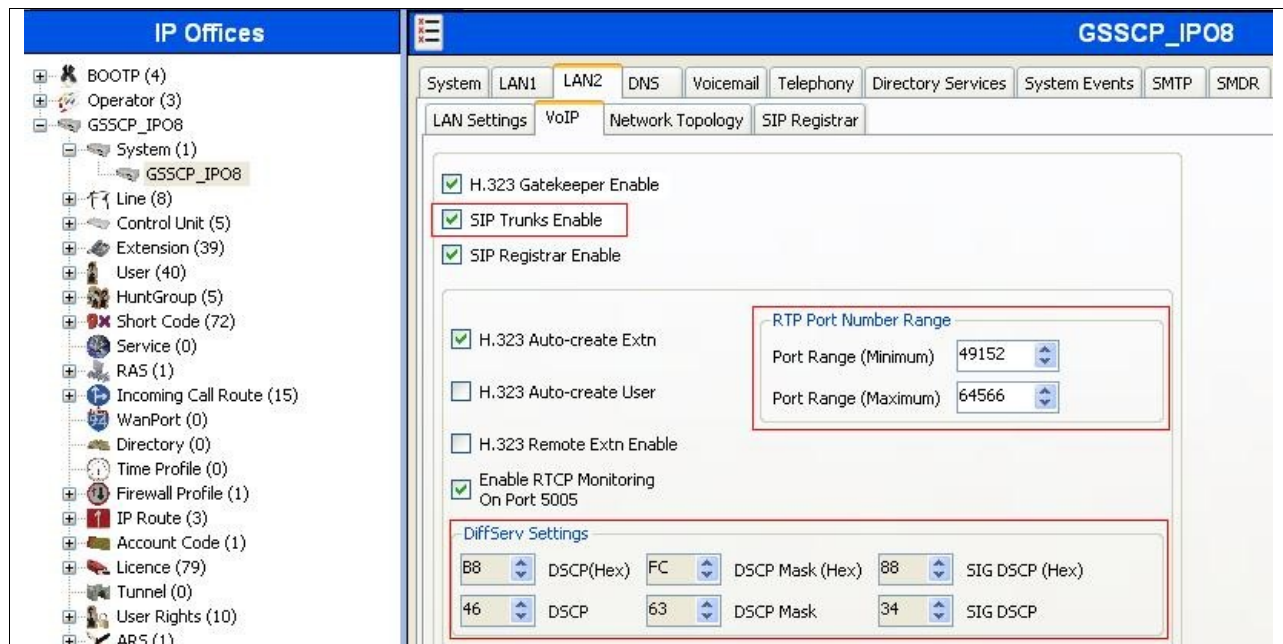 IP Offices
BOOTP (4)
Operator (3)
GSSCP_IPO8
System (1)
GSSCP_IPO8
Line (8)
Control Unit (5)
Extension (39)
User (40)
HuntGroup (5)
Short Code (72)
Service (0)
RAS (1)
Incoming Call Route (15)
WanPort (0)
Directory (0)
Time Profile (0)
Firewall Profile (1)
IP Route (3)
Account Code (1)
Licence (79)
Tunnel (0)
User Rights (10)
ARS (1)
GSSCP_IPO8
System LAN1 LAN2 DNS Voicemail Telephony Directory Services System Events SMTP SMDR
LAN Settings VoIP Network Topology SIP Registrar
H.323 Gatekeeper Enable
SIP Trunks Enable
SIP Registrar Enable
H.323 Auto-create Extn
H.323 Auto-create User
H.323 Remote Extn Enable
Enable RTCP Monitoring
On Port 5005
RTP Port Number Range
Port Range (Minimum) 49152
Port Range (Maximum) 64566
DiffServ Settings
B8 DSCP(Hex) FC DSCP Mask (Hex) 88 SIG DSCP (Hex)
46 DSCP 63 DSCP Mask 34 SIG DSCP